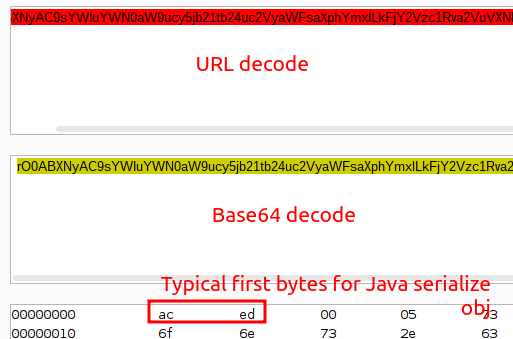 XNyAC9sYWluYWN0aW9ucy5jb21tb24uc2VyaWFsaXphYmxlLkFjY2Vzc1Rva2VuVXNl
URL decode
rO0ABXNyAC9sYWluYWN0aW9ucy5jb21tb24uc2VyaWFsaXphYmxlLkFjY2Vzc1Rva2
Base64 decode
Typical first bytes for Java serialize
obj
00000000 ac ed 00 05 73
00000010 6f 6e 73 2e 63